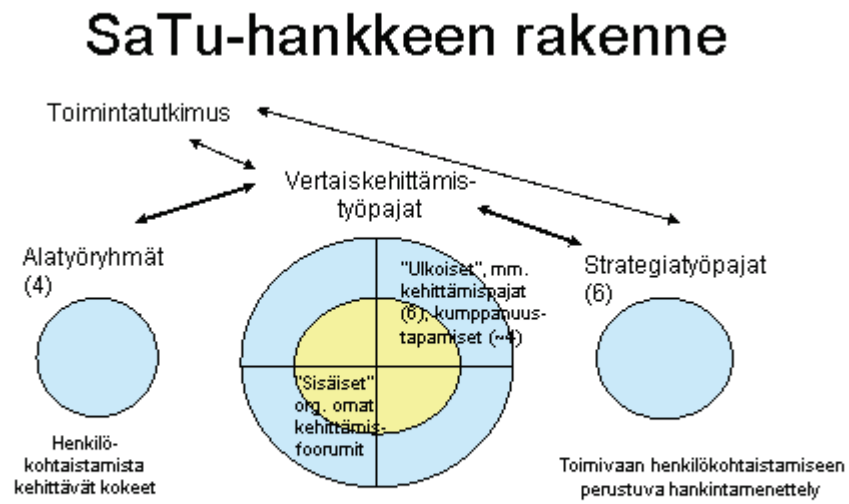 SaTu-hankkeen rakenne
Toimintatutkimus
Vertaiskehittämis-
työpajat
Alatyöryhmät
(4)
"Ulkoiset", mm.
kehittämispajat
(6), kumppanuus-
tapaamiset (~4)
Strategiatyöpajat
(6)
"Sisäiset"
org. omat
kehittämis-
foorumit
Henkilö-
kohtaistamista
kehittävät kokeet
Toimivaan henkilökohtaistamiseen
perustuva hankintamenettely